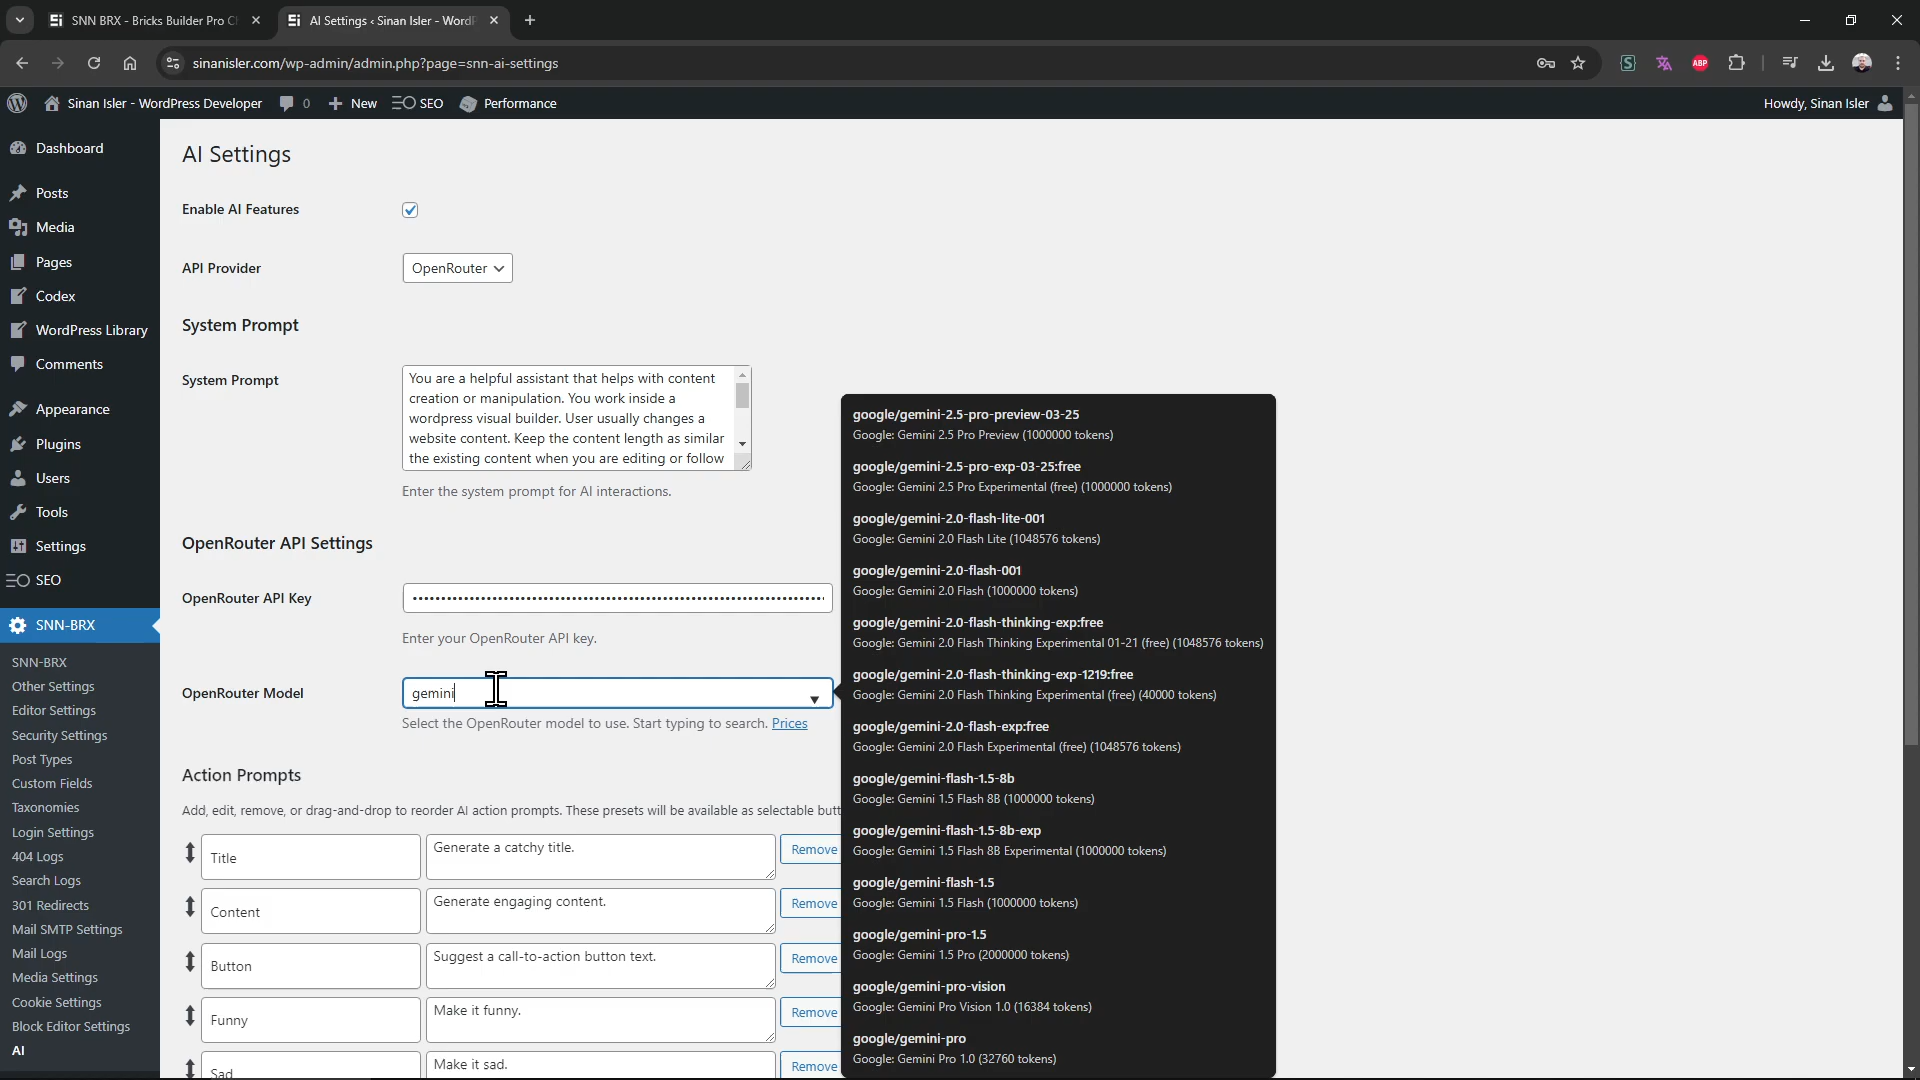 SNN BRX - Bricks Builder Pro C
AI Settings ‹ Sinan Isler - WordP
sinanisler.com/wp-admin/admin.php?page=snn-ai-settings
ABP
Sinan Isler - WordPress Developer
0
New
SEO
Performance
Howdy, Sinan Isler
Dashboard
Posts
Media
Pages
Codex
WordPress Library
Comments
Appearance
Plugins
Users
Tools
Settings
SEO
SNN-BRX
SNN-BRX
Other Settings
Editor Settings
Security Settings
Post Types
Custom Fields
Taxonomies
Login Settings
404 Logs
Search Logs
301 Redirects
Mail SMTP Settings
Mail Logs
Media Settings
Cookie Settings
Block Editor Settings
AI
AI Settings
Enable AI Features
API Provider
OpenRouter
System Prompt
System Prompt
You are a helpful assistant that helps with content
creation or manipulation. You work inside a
wordpress visual builder. User usually changes a
website content. Keep the content length as similar
the existing content when you are editing or follow
Enter the system prompt for AI interactions.
OpenRouter API Settings
OpenRouter API Key
Enter your OpenRouter API key.
OpenRouter Model
gemini
Select the OpenRouter model to use. Start typing to search. Prices
Action Prompts
Add, edit, remove, or drag-and-drop to reorder AI action prompts. These presets will be available as selectable butt
Title
Generate a catchy title.
Remove
Content
Generate engaging content.
Remove
Button
Suggest a call-to-action button text.
Remove
Funny
Make it funny.
Remove
Sad
Make it sad.
Remove
google/gemini-2.5-pro-preview-03-25
Google: Gemini 2.5 Pro Preview (1000000 tokens)
google/gemini-2.5-pro-exp-03-25:free
Google: Gemini 2.5 Pro Experimental (free) (1000000 tokens)
google/gemini-2.0-flash-lite-001
Google: Gemini 2.0 Flash Lite (1048576 tokens)
google/gemini-2.0-flash-001
Google: Gemini 2.0 Flash (1000000 tokens)
google/gemini-2.0-flash-thinking-exp:free
Google: Gemini 2.0 Flash Thinking Experimental 01-21 (free) (1048576 tokens)
google/gemini-2.0-flash-thinking-exp-1219:free
Google: Gemini 2.0 Flash Thinking Experimental (free) (40000 tokens)
google/gemini-2.0-flash-exp:free
Google: Gemini 2.0 Flash Experimental (free) (1048576 tokens)
google/gemini-flash-1.5-8b
Google: Gemini 1.5 Flash 8B (1000000 tokens)
google/gemini-flash-1.5-8b-exp
Google: Gemini 1.5 Flash 8B Experimental (1000000 tokens)
google/gemini-flash-1.5
Google: Gemini 1.5 Flash (1000000 tokens)
google/gemini-pro-1.5
Google: Gemini 1.5 Pro (2000000 tokens)
google/gemini-pro-vision
Google: Gemini Pro Vision 1.0 (16384 tokens)
google/gemini-pro
Google: Gemini Pro 1.0 (32760 tokens)